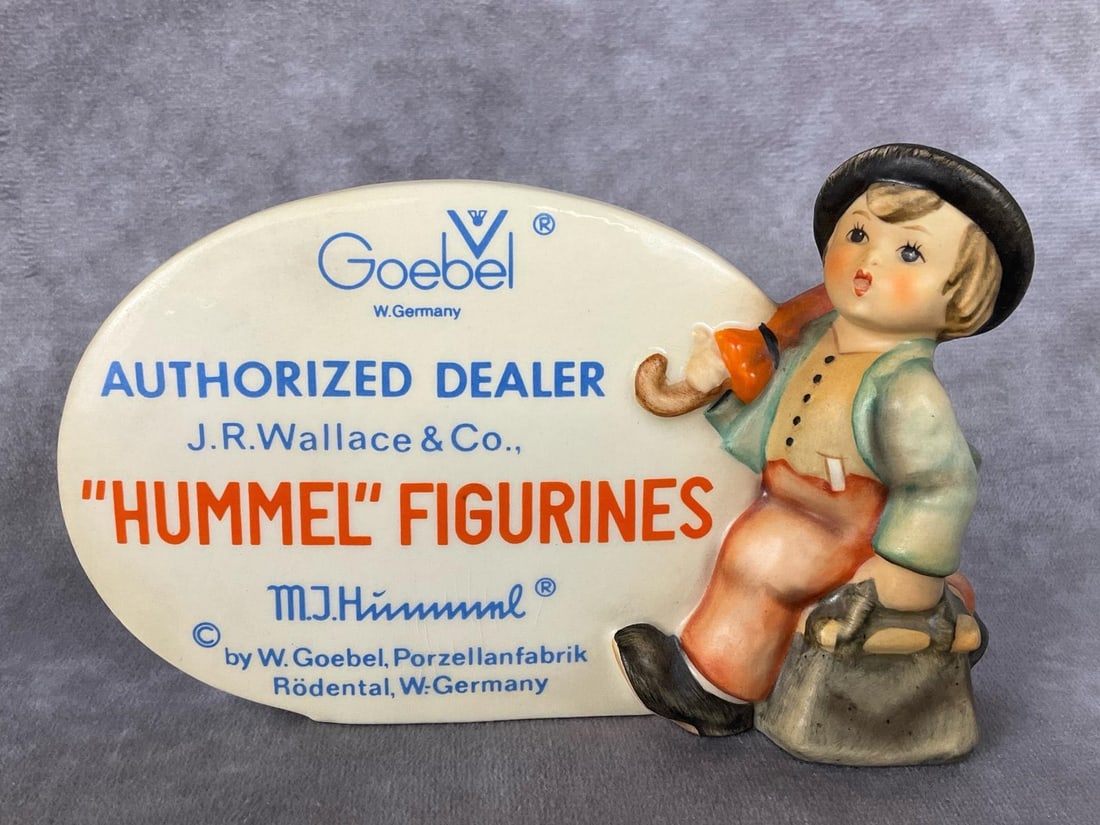 Goebel ®
W.Germany
AUTHORIZED DEALER
J.R.Wallace & Co.,
"HUMMEL" FIGURINES
M.J.Hummel ®
© by W. Goebel, Porzellanfabrik
Rödental, W.-Germany